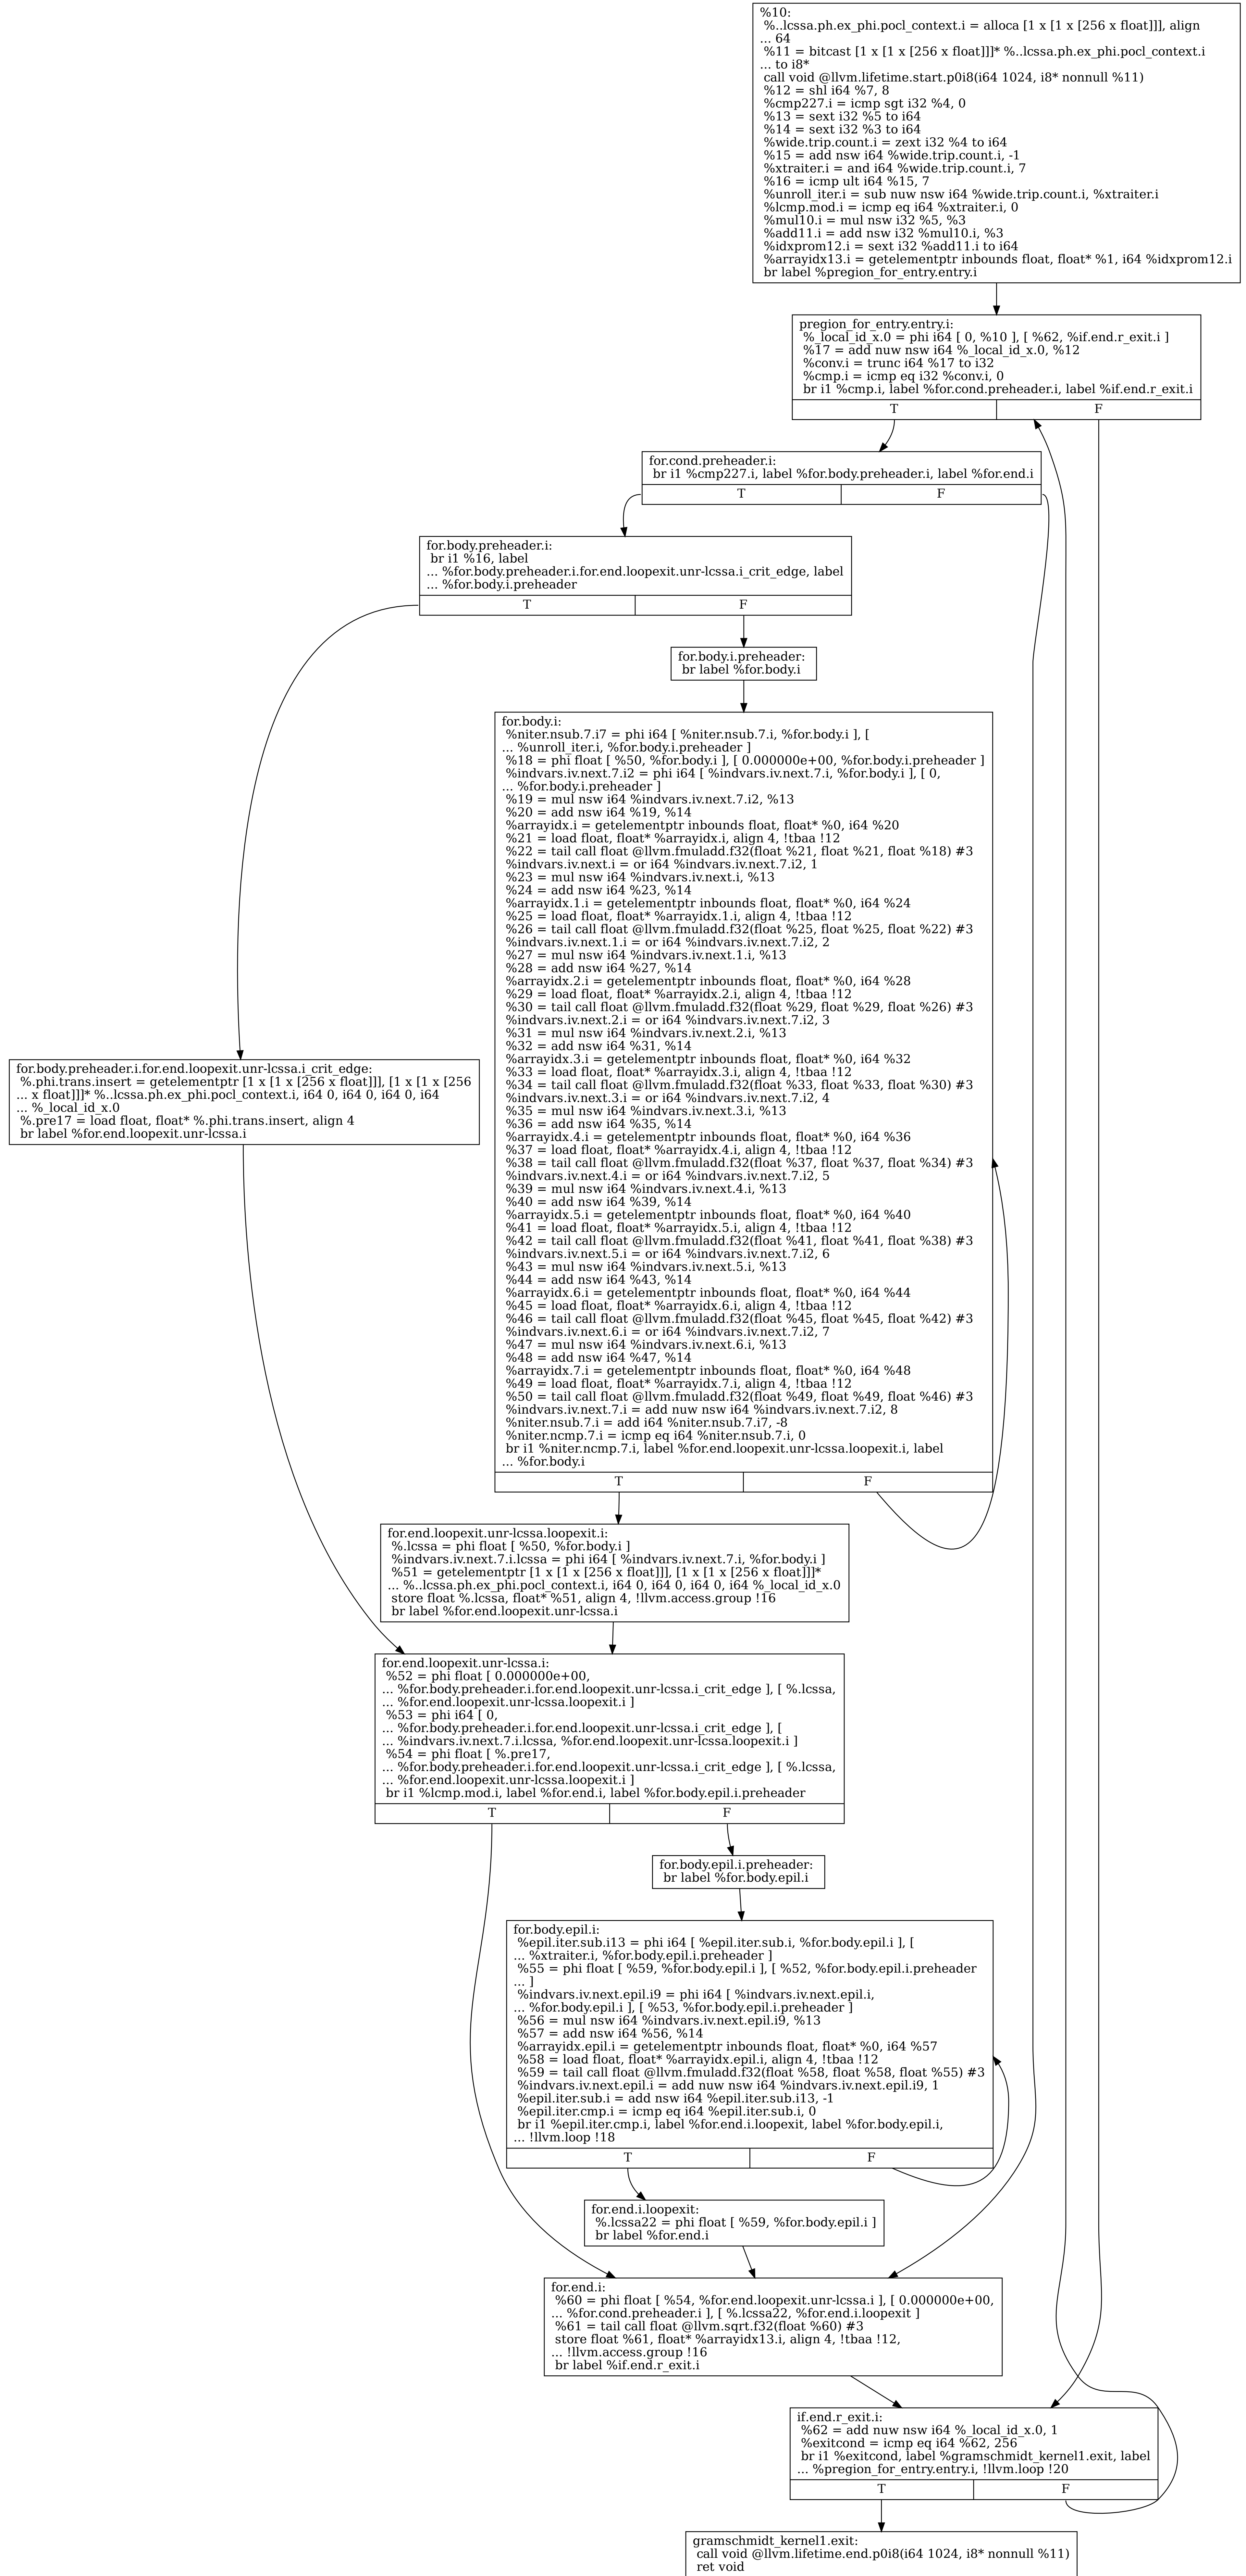 %10:
%..lcssa.ph.ex_phi.pocl_context.i = alloca [1 x [1 x [256 x float]]], align
... 64
%11 = bitcast [1 x [1 x [256 x float]]]* %..lcssa.ph.ex_phi.pocl_context.i
... to i8*
call void @llvm.lifetime.start.p0i8(i64 1024, i8* nonnull %11)
%12 = shl i64 %7, 8
%cmp227.i = icmp sgt i32 %4, 0
%13 = sext i32 %5 to i64
%14 = sext i32 %3 to i64
%wide.trip.count.i = zext i32 %4 to i64
%15 = add nsw i64 %wide.trip.count.i, -1
%xtraiter.i = and i64 %wide.trip.count.i, 7
%16 = icmp ult i64 %15, 7
%unroll_iter.i = sub nuw nsw i64 %wide.trip.count.i, %xtraiter.i
%lcmp.mod.i = icmp eq i64 %xtraiter.i, 0
%mul10.i = mul nsw i32 %5, %3
%add11.i = add nsw i32 %mul10.i, %3
%idxprom12.i = sext i32 %add11.i to i64
%arrayidx13.i = getelementptr inbounds float, float* %1, i64 %idxprom12.i
br label %pregion_for_entry.entry.i
pregion_for_entry.entry.i:
%_local_id_x.0 = phi i64 [ 0, %10 ], [ %62, %if.end.r_exit.i ]
%17 = add nuw nsw i64 %_local_id_x.0, %12
%conv.i = trunc i64 %17 to i32
%cmp.i = icmp eq i32 %conv.i, 0
br i1 %cmp.i, label %for.cond.preheader.i, label %if.end.r_exit.i
T F
for.cond.preheader.i:
br i1 %cmp227.i, label %for.body.preheader.i, label %for.end.i
T F
for.body.preheader.i:
br i1 %16, label
... %for.body.preheader.i.for.end.loopexit.unr-lcssa.i_crit_edge, label
... %for.body.i.preheader
T F
for.body.i.preheader:
br label %for.body.i
for.body.i:
%niter.nsub.7.i7 = phi i64 [ %niter.nsub.7.i, %for.body.i ], [
... %unroll_iter.i, %for.body.i.preheader ]
%18 = phi float [ %50, %for.body.i ], [ 0.000000e+00, %for.body.i.preheader ]
%indvars.iv.next.7.i2 = phi i64 [ %indvars.iv.next.7.i, %for.body.i ], [ 0,
... %for.body.i.preheader ]
%19 = mul nsw i64 %indvars.iv.next.7.i2, %13
%20 = add nsw i64 %19, %14
%arrayidx.i = getelementptr inbounds float, float* %0, i64 %20
%21 = load float, float* %arrayidx.i, align 4, !tbaa !12
%22 = tail call float @llvm.fmuladd.f32(float %21, float %21, float %18) #3
%indvars.iv.next.i = or i64 %indvars.iv.next.7.i2, 1
%23 = mul nsw i64 %indvars.iv.next.i, %13
%24 = add nsw i64 %23, %14
%arrayidx.1.i = getelementptr inbounds float, float* %0, i64 %24
%25 = load float, float* %arrayidx.1.i, align 4, !tbaa !12
%26 = tail call float @llvm.fmuladd.f32(float %25, float %25, float %22) #3
%indvars.iv.next.1.i = or i64 %indvars.iv.next.7.i2, 2
%27 = mul nsw i64 %indvars.iv.next.1.i, %13
%28 = add nsw i64 %27, %14
%arrayidx.2.i = getelementptr inbounds float, float* %0, i64 %28
%29 = load float, float* %arrayidx.2.i, align 4, !tbaa !12
%30 = tail call float @llvm.fmuladd.f32(float %29, float %29, float %26) #3
%indvars.iv.next.2.i = or i64 %indvars.iv.next.7.i2, 3
%31 = mul nsw i64 %indvars.iv.next.2.i, %13
%32 = add nsw i64 %31, %14
%arrayidx.3.i = getelementptr inbounds float, float* %0, i64 %32
%33 = load float, float* %arrayidx.3.i, align 4, !tbaa !12
%34 = tail call float @llvm.fmuladd.f32(float %33, float %33, float %30) #3
%indvars.iv.next.3.i = or i64 %indvars.iv.next.7.i2, 4
%35 = mul nsw i64 %indvars.iv.next.3.i, %13
%36 = add nsw i64 %35, %14
%arrayidx.4.i = getelementptr inbounds float, float* %0, i64 %36
%37 = load float, float* %arrayidx.4.i, align 4, !tbaa !12
%38 = tail call float @llvm.fmuladd.f32(float %37, float %37, float %34) #3
%indvars.iv.next.4.i = or i64 %indvars.iv.next.7.i2, 5
%39 = mul nsw i64 %indvars.iv.next.4.i, %13
%40 = add nsw i64 %39, %14
%arrayidx.5.i = getelementptr inbounds float, float* %0, i64 %40
%41 = load float, float* %arrayidx.5.i, align 4, !tbaa !12
%42 = tail call float @llvm.fmuladd.f32(float %41, float %41, float %38) #3
%indvars.iv.next.5.i = or i64 %indvars.iv.next.7.i2, 6
%43 = mul nsw i64 %indvars.iv.next.5.i, %13
%44 = add nsw i64 %43, %14
%arrayidx.6.i = getelementptr inbounds float, float* %0, i64 %44
%45 = load float, float* %arrayidx.6.i, align 4, !tbaa !12
%46 = tail call float @llvm.fmuladd.f32(float %45, float %45, float %42) #3
%indvars.iv.next.6.i = or i64 %indvars.iv.next.7.i2, 7
%47 = mul nsw i64 %indvars.iv.next.6.i, %13
%48 = add nsw i64 %47, %14
%arrayidx.7.i = getelementptr inbounds float, float* %0, i64 %48
%49 = load float, float* %arrayidx.7.i, align 4, !tbaa !12
%50 = tail call float @llvm.fmuladd.f32(float %49, float %49, float %46) #3
%indvars.iv.next.7.i = add nuw nsw i64 %indvars.iv.next.7.i2, 8
%niter.nsub.7.i = add i64 %niter.nsub.7.i7, -8
%niter.ncmp.7.i = icmp eq i64 %niter.nsub.7.i, 0
br i1 %niter.ncmp.7.i, label %for.end.loopexit.unr-lcssa.loopexit.i, label
... %for.body.i
T F
for.body.preheader.i.for.end.loopexit.unr-lcssa.i_crit_edge:
%.phi.trans.insert = getelementptr [1 x [1 x [256 x float]]], [1 x [1 x [256
... x float]]]* %..lcssa.ph.ex_phi.pocl_context.i, i64 0, i64 0, i64 0, i64
... %_local_id_x.0
%.pre17 = load float, float* %.phi.trans.insert, align 4
br label %for.end.loopexit.unr-lcssa.i
for.end.loopexit.unr-lcssa.loopexit.i:
%.lcssa = phi float [ %50, %for.body.i ]
%indvars.iv.next.7.i.lcssa = phi i64 [ %indvars.iv.next.7.i, %for.body.i ]
%51 = getelementptr [1 x [1 x [256 x float]]], [1 x [1 x [256 x float]]]*
... %..lcssa.ph.ex_phi.pocl_context.i, i64 0, i64 0, i64 0, i64 %_local_id_x.0
store float %.lcssa, float* %51, align 4, !llvm.access.group !16
br label %for.end.loopexit.unr-lcssa.i
for.end.loopexit.unr-lcssa.i:
%52 = phi float [ 0.000000e+00,
... %for.body.preheader.i.for.end.loopexit.unr-lcssa.i_crit_edge ], [ %.lcssa,
... %for.end.loopexit.unr-lcssa.loopexit.i ]
%53 = phi i64 [ 0,
... %for.body.preheader.i.for.end.loopexit.unr-lcssa.i_crit_edge ], [
... %indvars.iv.next.7.i.lcssa, %for.end.loopexit.unr-lcssa.loopexit.i ]
%54 = phi float [ %.pre17,
... %for.body.preheader.i.for.end.loopexit.unr-lcssa.i_crit_edge ], [ %.lcssa,
... %for.end.loopexit.unr-lcssa.loopexit.i ]
br i1 %lcmp.mod.i, label %for.end.i, label %for.body.epil.i.preheader
T F
for.body.epil.i.preheader:
br label %for.body.epil.i
for.body.epil.i:
%epil.iter.sub.i13 = phi i64 [ %epil.iter.sub.i, %for.body.epil.i ], [
... %xtraiter.i, %for.body.epil.i.preheader ]
%55 = phi float [ %59, %for.body.epil.i ], [ %52, %for.body.epil.i.preheader
... ]
%indvars.iv.next.epil.i9 = phi i64 [ %indvars.iv.next.epil.i,
... %for.body.epil.i ], [ %53, %for.body.epil.i.preheader ]
%56 = mul nsw i64 %indvars.iv.next.epil.i9, %13
%57 = add nsw i64 %56, %14
%arrayidx.epil.i = getelementptr inbounds float, float* %0, i64 %57
%58 = load float, float* %arrayidx.epil.i, align 4, !tbaa !12
%59 = tail call float @llvm.fmuladd.f32(float %58, float %58, float %55) #3
%indvars.iv.next.epil.i = add nuw nsw i64 %indvars.iv.next.epil.i9, 1
%epil.iter.sub.i = add nsw i64 %epil.iter.sub.i13, -1
%epil.iter.cmp.i = icmp eq i64 %epil.iter.sub.i, 0
br i1 %epil.iter.cmp.i, label %for.end.i.loopexit, label %for.body.epil.i,
... !llvm.loop !18
T F
for.end.i.loopexit:
%.lcssa22 = phi float [ %59, %for.body.epil.i ]
br label %for.end.i
for.end.i:
%60 = phi float [ %54, %for.end.loopexit.unr-lcssa.i ], [ 0.000000e+00,
... %for.cond.preheader.i ], [ %.lcssa22, %for.end.i.loopexit ]
%61 = tail call float @llvm.sqrt.f32(float %60) #3
store float %61, float* %arrayidx13.i, align 4, !tbaa !12,
... !llvm.access.group !16
br label %if.end.r_exit.i
if.end.r_exit.i:
%62 = add nuw nsw i64 %_local_id_x.0, 1
%exitcond = icmp eq i64 %62, 256
br i1 %exitcond, label %gramschmidt_kernel1.exit, label
... %pregion_for_entry.entry.i, !llvm.loop !20
T F
gramschmidt_kernel1.exit:
call void @llvm.lifetime.end.p0i8(i64 1024, i8* nonnull %11)
ret void